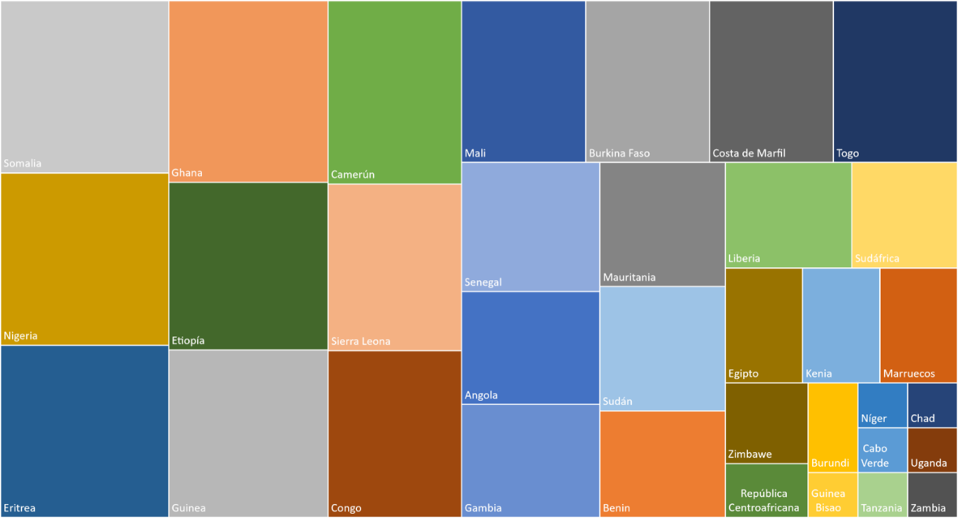 Somalia
Ghana
Camerún
Mali
Burkina Faso
Costa de Marfil
Togo
Nigería
Etiopía
Sierra Leona
Senegal
Mauritania
Liberia
Sudáfrica
Angola
Sudán
Egipto
Kenia
Marruecos
Eritrea
Guinea
Congo
Gambia
Benin
Zimbawe
Burundi
Níger
Chad
Cabo
Verde
Uganda
República
Centroafricana
Guinea
Bisao
Tanzania
Zambia